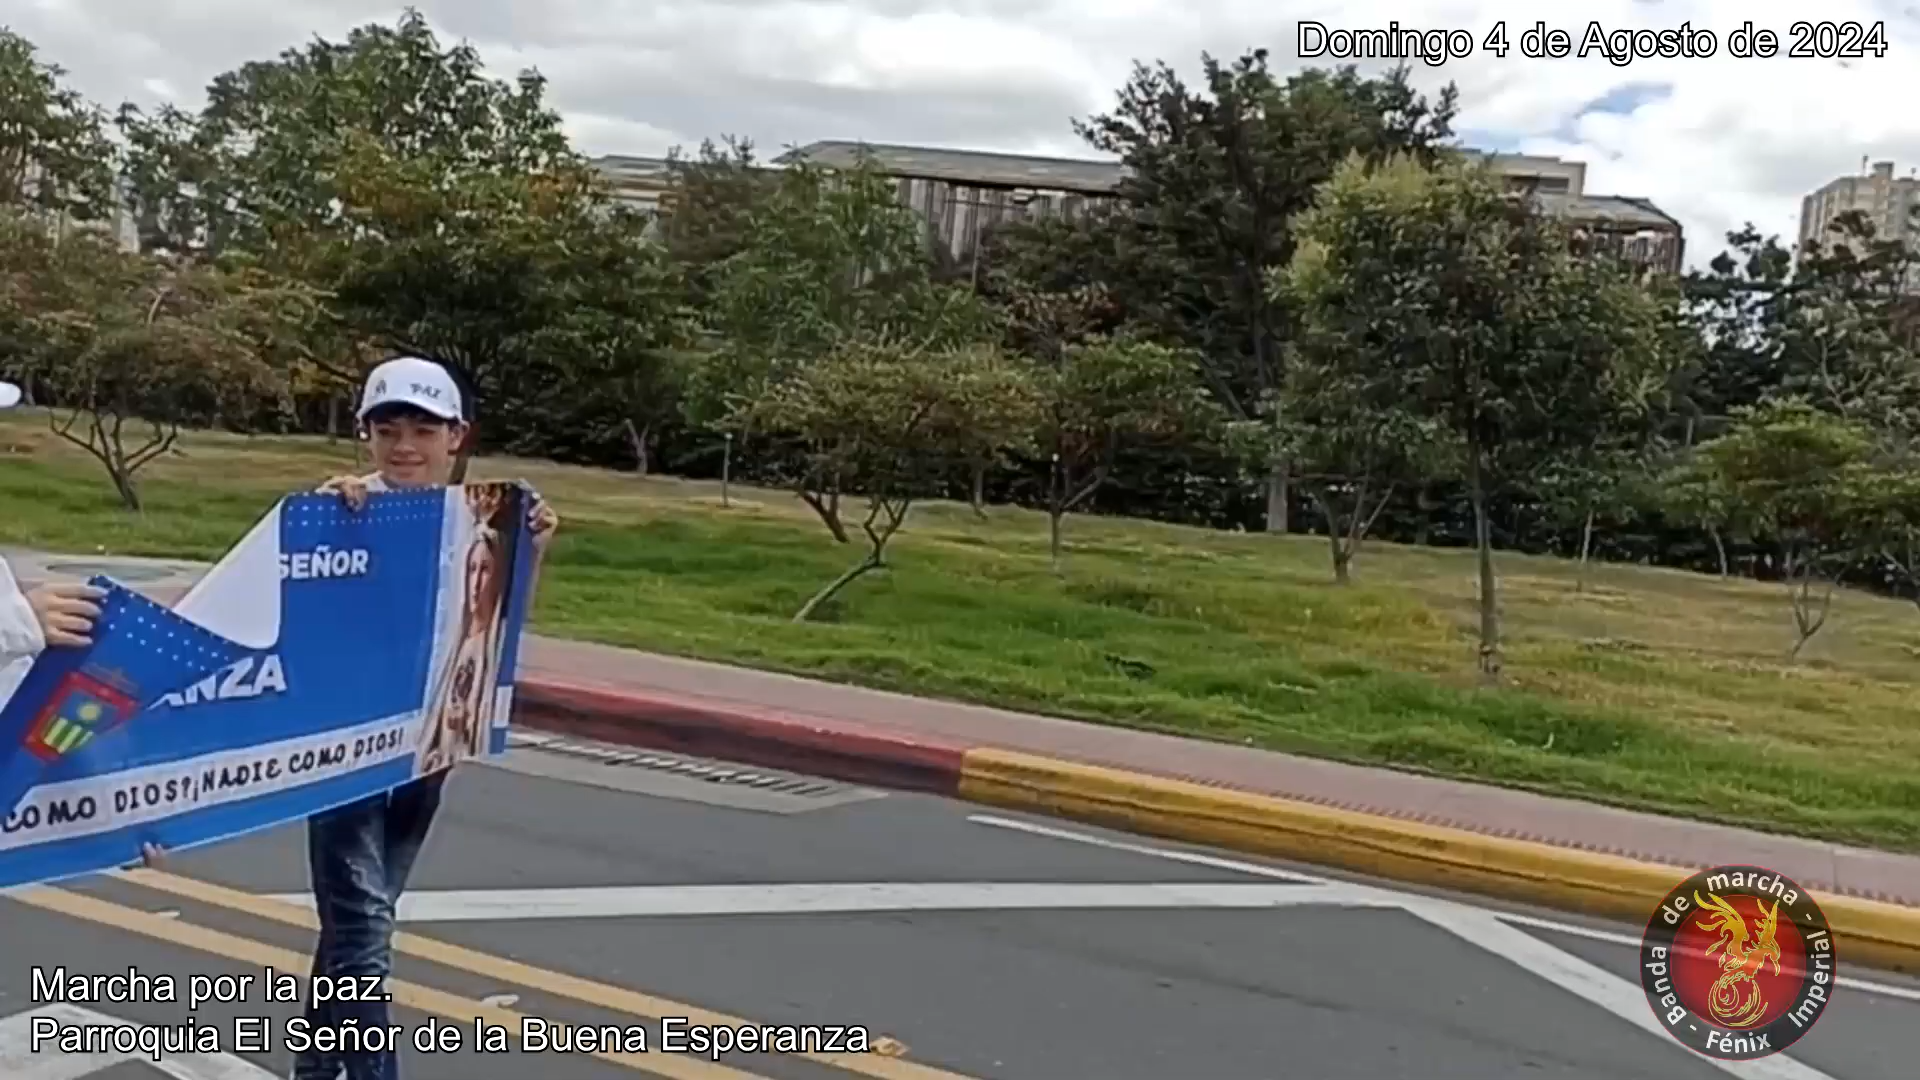 Domingo 4 de Agosto de 2024
PAZ
SEÑOR
ANZA
COMO DIOS?¡NADIE COMO DIOS!
Marcha por la paz.
Parroquia El Señor de la Buena Esperanza
Banda de marcha - Imperial Fénix -